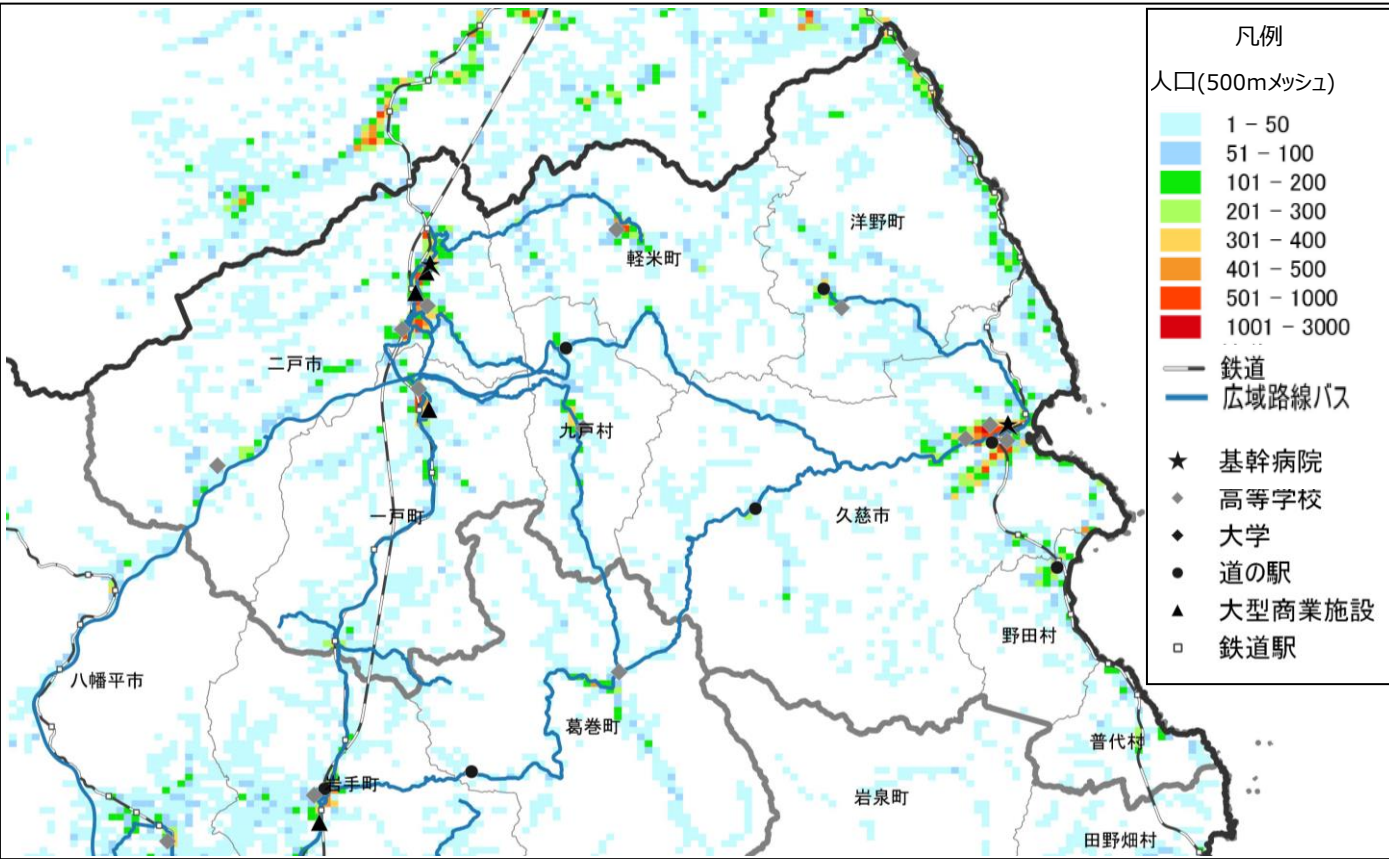 凡例
人口(500mメッシュ)
1 - 50
51 - 100
101 - 200
201 - 300
301 - 400
401 - 500
501 - 1000
1001 - 3000
鉄道
広域路線バス
基幹病院
高等学校
大学
道の駅
大型商業施設
鉄道駅
洋野町
軽米町
二戸市
九戸村
一戸町
久慈市
野田村
八幡平市
葛巻町
普代村
岩手町
岩泉町
田野畑村